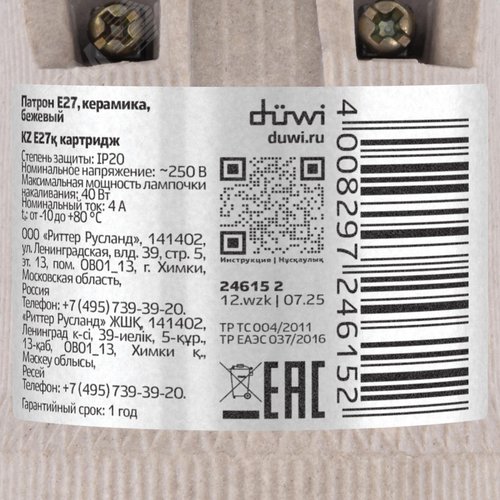 Патрон Е27, керамика,
бежевый
KZ Е27қ картридж
Степень защиты: IP20
Номинальное напряжение: ~250 В
Максимальная мощность лампочки
накаливания: 40 Вт
Номинальный ток: 4 А
tₐ: от -10 до +80 °C
ООО «Риттер Русланд», 141402,
ул. Ленинградская, влд. 39, стр. 5,
эт. 13, пом. ОВ01_13, г. Химки,
Московская область,
Россия
Телефон: +7 (495) 739-39-20.
«Риттер Русланд» ЖШҚ, 141402,
Ленинград к-сі, 39-иелік, 5-құр.,
13-қаб, ОВ01_13, Химки қ.,
Мәскеу облысы,
Ресей
Телефон: +7 (495) 739-39-20.
Гарантийный срок: 1 год
düwi
duwi.ru
Инструкция | Нұсқаулық
24615 2
12.wzk | 07.25
ТР ТС 004/2011
ТР ЕАЭС 037/2016
EAC
4 008297 246152